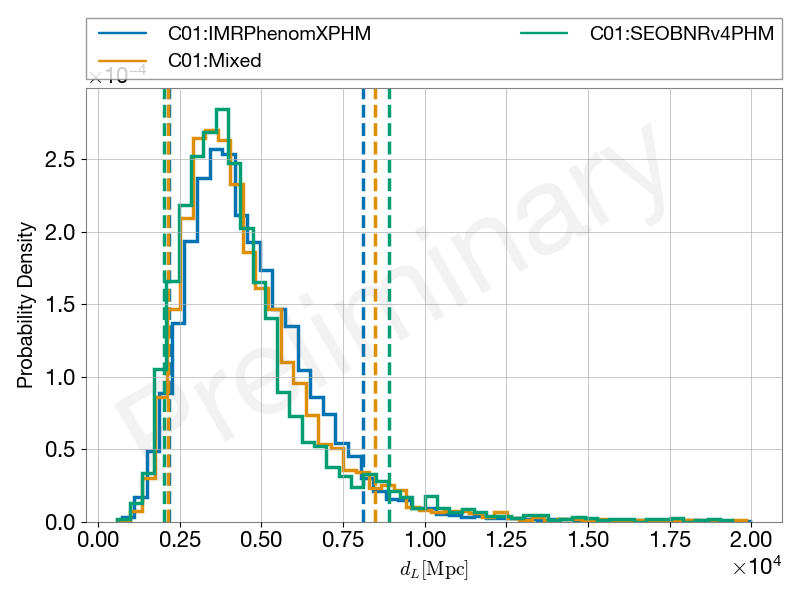 C01:IMRPhenomXPHM C01:SEOBNRv4PHM
C01:Mixed
×10⁻⁴
2.5
2.0
1.5
1.0
0.5
0.0
Probability Density
Preliminary
0.00 0.25 0.50 0.75 1.00 1.25 1.50 1.75 2.00
×10⁴
d_L[Mpc]